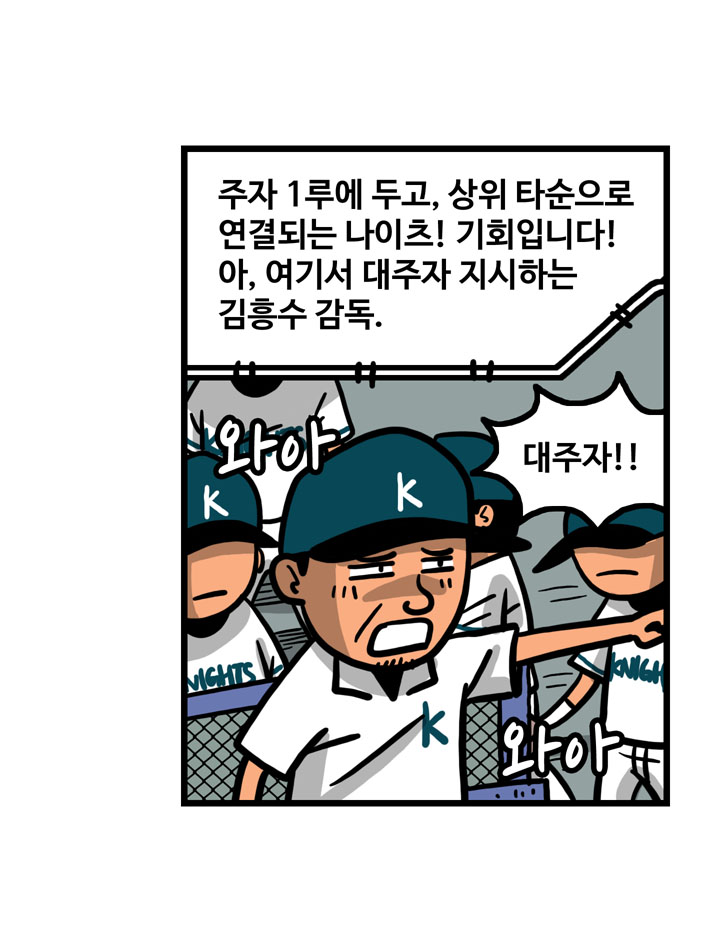 주자 1루에 두고, 상위 타순으로
연결되는 나이츠! 기회입니다!
아, 여기서 대주자 지시하는
김흥수 감독.
대주자!!
와아
K
K
NIGHTS
K
KNIGH
와아